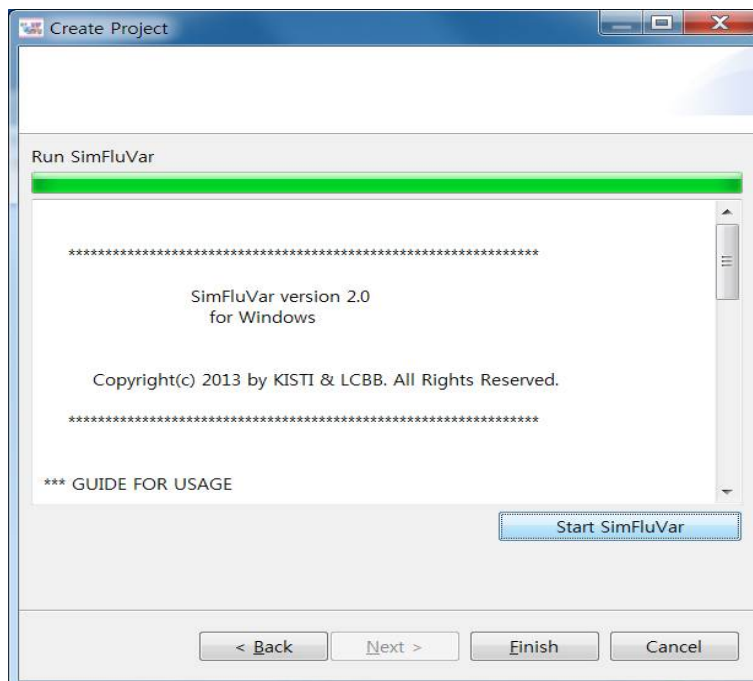 Create Project
Run SimFluVar
******************************************************************
SimFluVar version 2.0
for Windows
Copyright(c) 2013 by KISTI & LCBB. All Rights Reserved.
******************************************************************
*** GUIDE FOR USAGE
Start SimFluVar
< Back Next > Finish Cancel